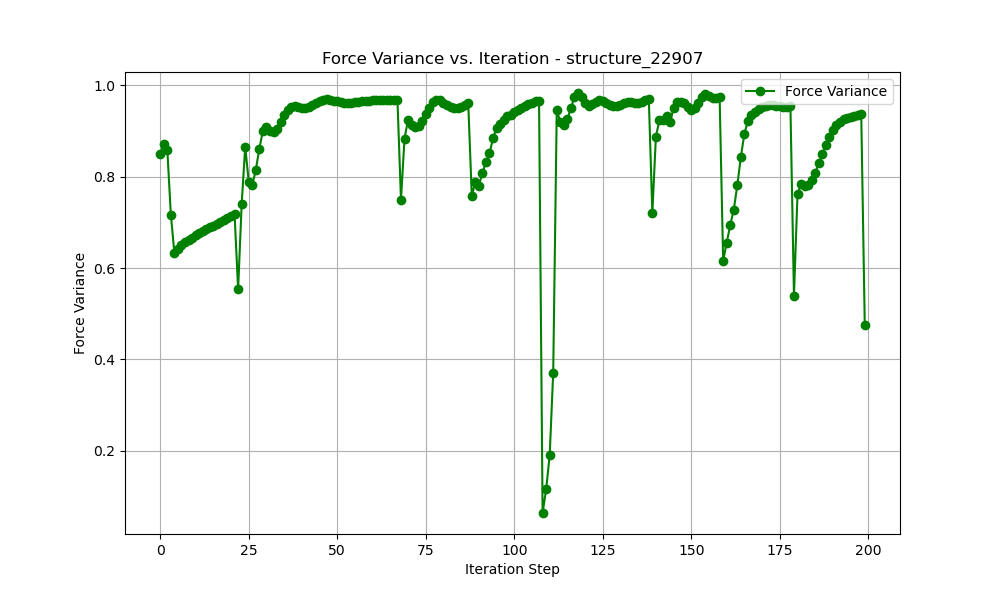 Force Variance vs. Iteration - structure_22907
Force Variance
1.0
0.8
0.6
0.4
0.2
Force Variance
0 25 50 75 100 125 150 175 200
Iteration Step